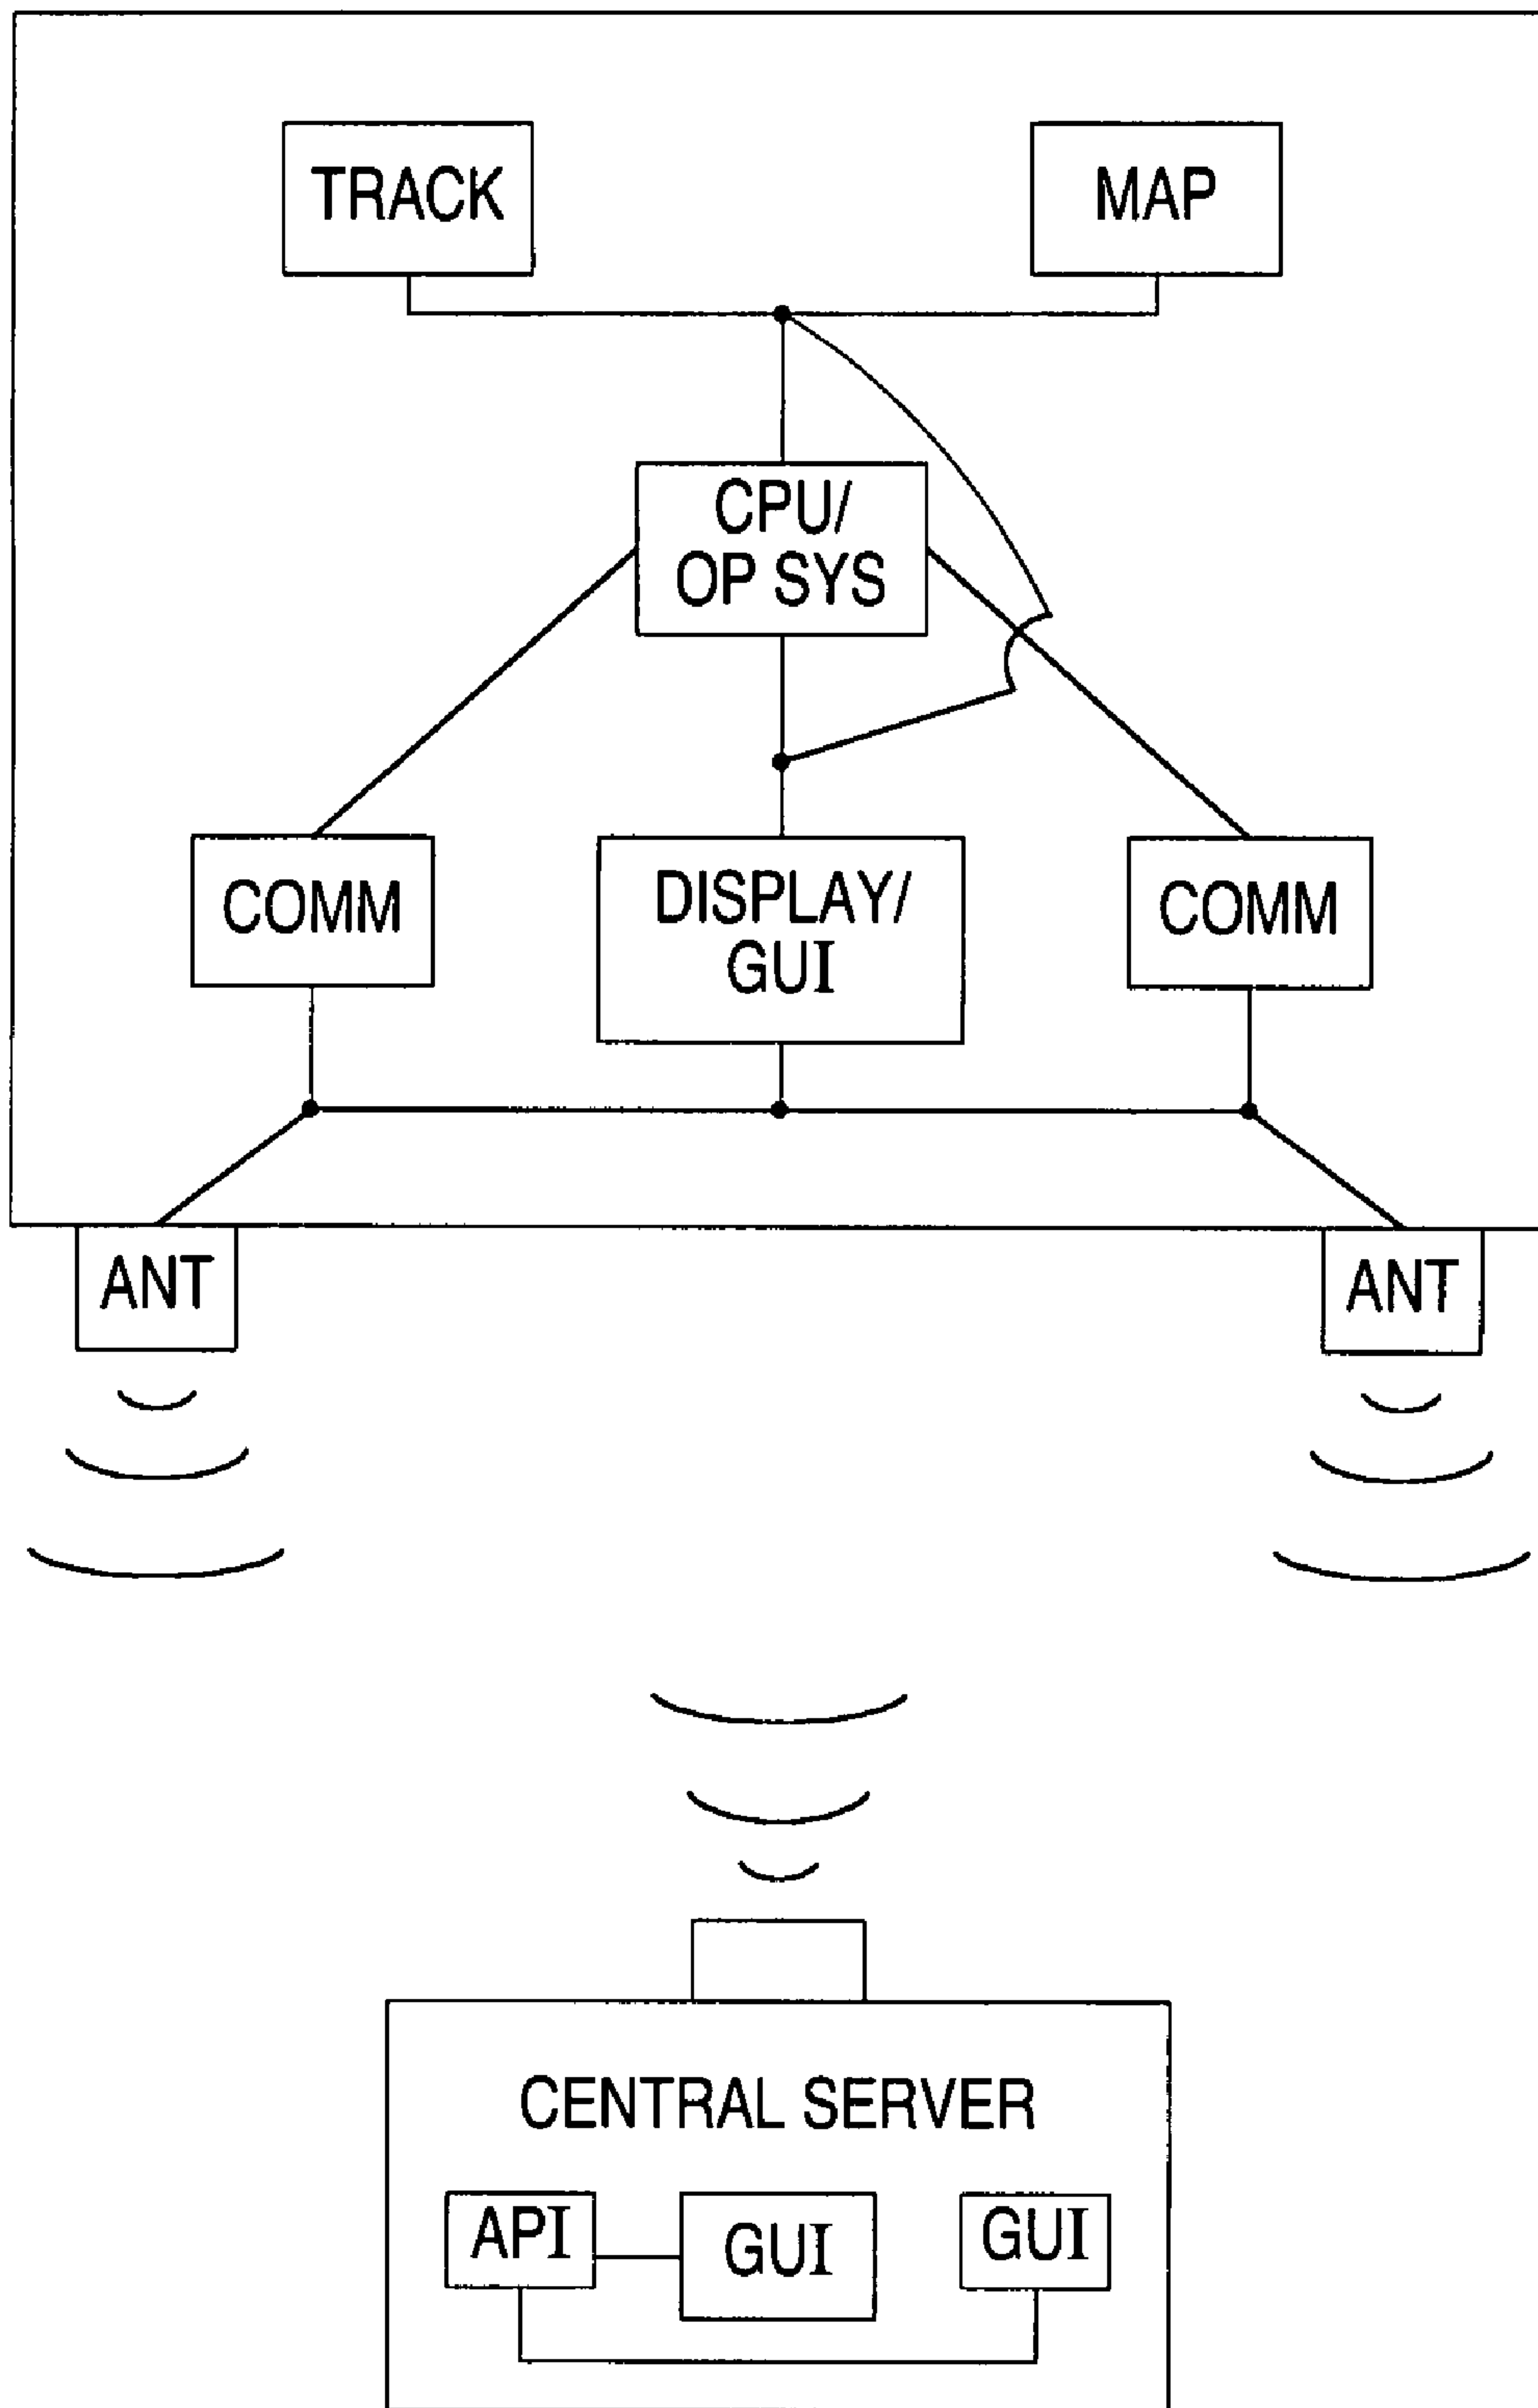 TRACK
MAP
CPU/
OP SYS
COMM
DISPLAY/
GUI
COMM
ANT
ANT
CENTRAL SERVER
API
GUI
GUI